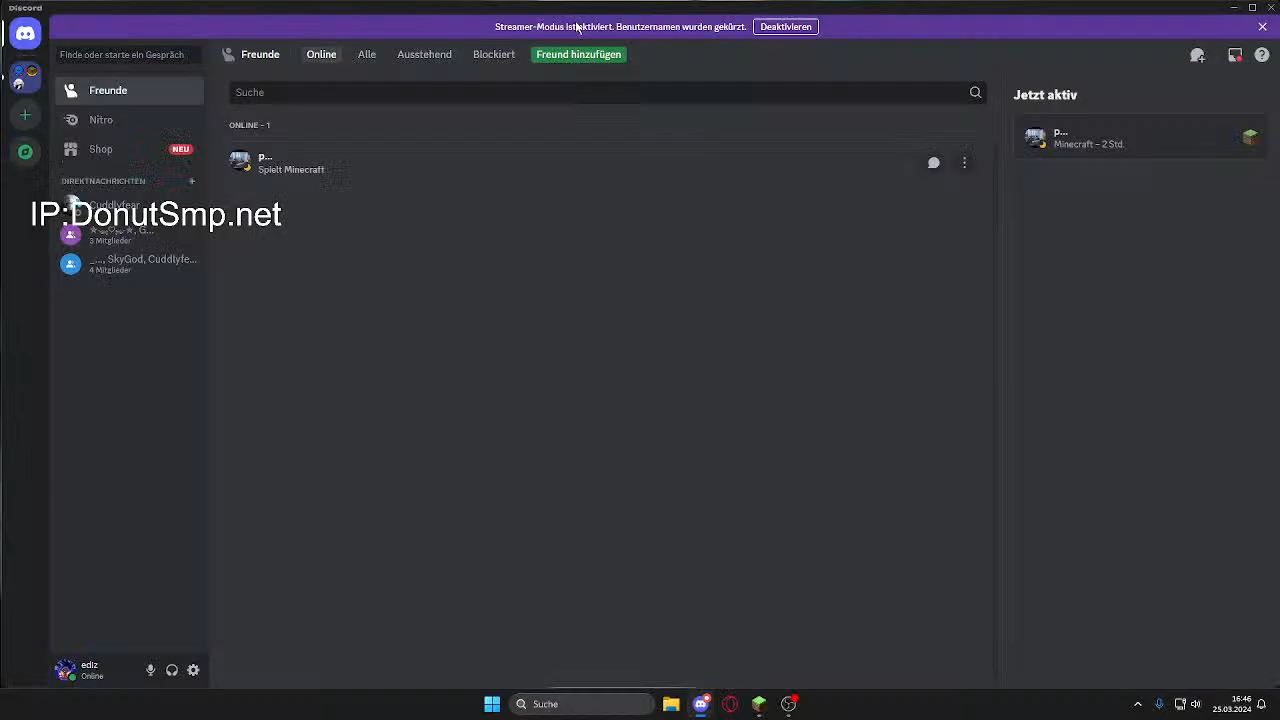 Discord
Streamer-Modus ist aktiviert. Benutzernamen wurden gekürzt. Deaktivieren
Finde oder starte ein Gespräch
Freunde Online Alle Ausstehend Blockiert Freund hinzufügen
Freunde
Nitro
Shop NEU
DIREKTNACHRICHTEN +
Cuddlyfear
IP:DonutSmp.net
3 Mitglieder
..., SkyGod, Cuddlyfe...
4 Mitglieder
Suche
ONLINE – 1
p...
Spielt Minecraft
Jetzt aktiv
p...
Minecraft – 2 Std.
ediz
Online
Suche
16:46
25.03.2024